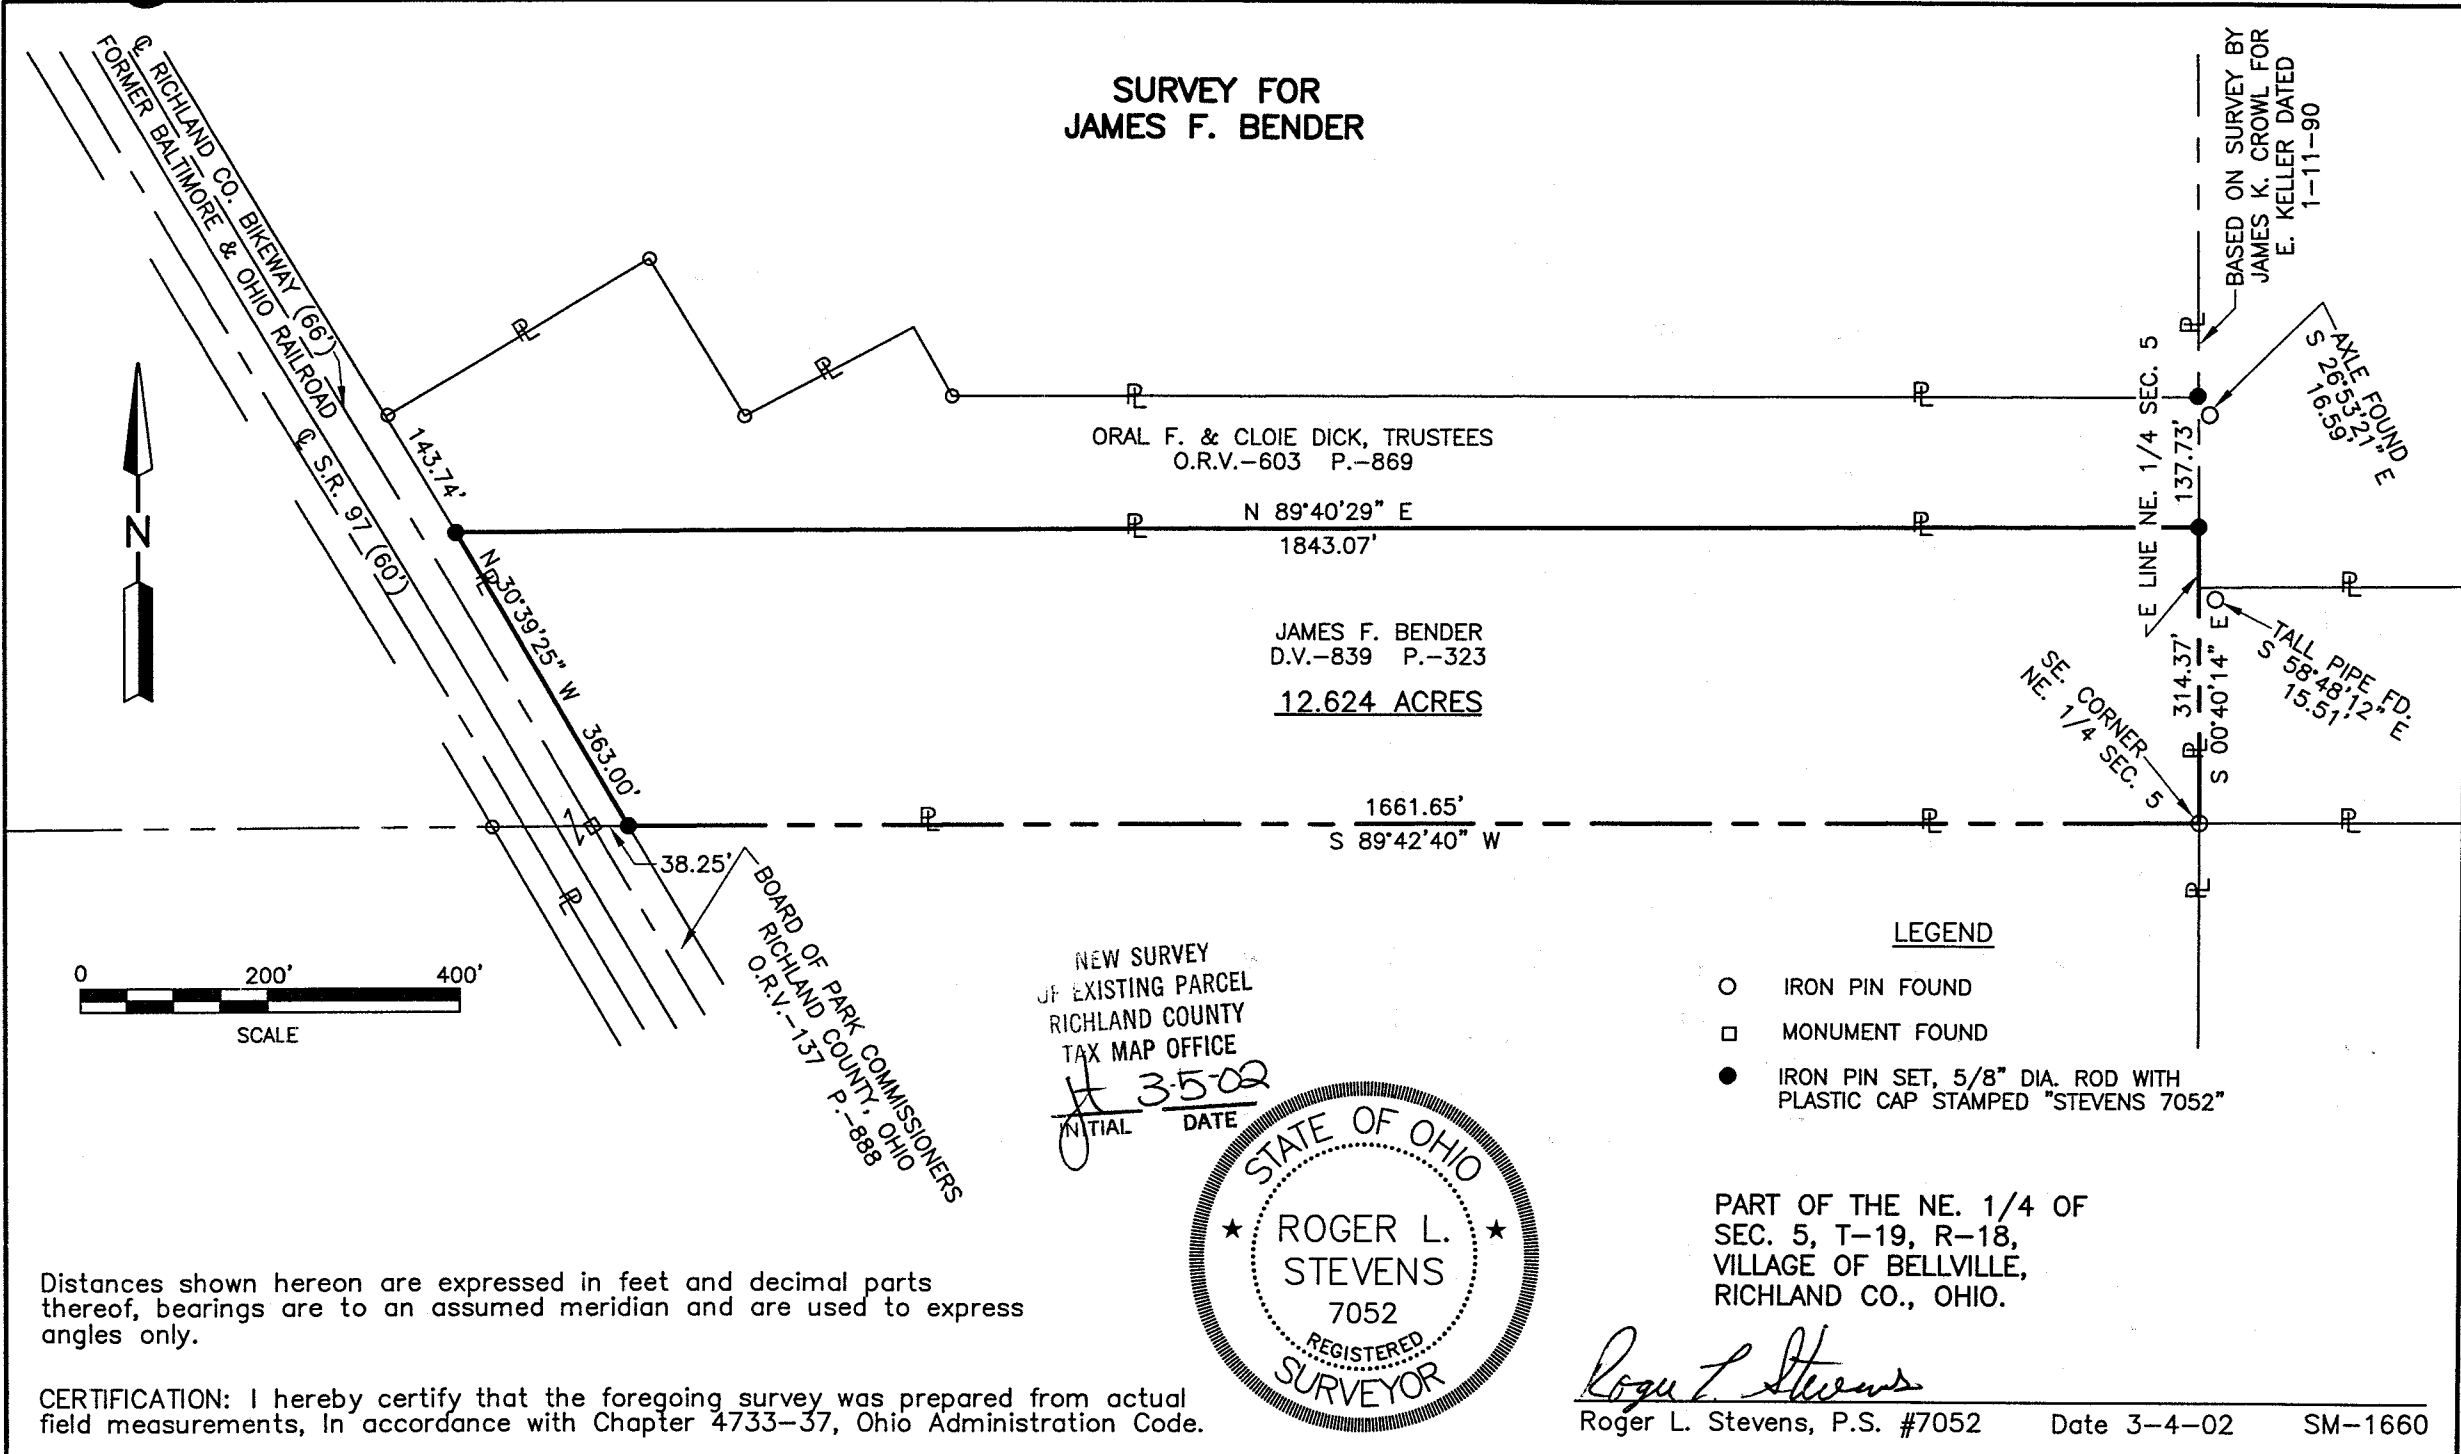 SURVEY FOR
JAMES F. BENDER
℄ RICHLAND CO. BIKEWAY (66')
FORMER BALTIMORE & OHIO RAILROAD
℄ S.R. 97 (60')
BASED ON SURVEY BY
JAMES K. CROWL FOR
E. KELLER DATED
1-11-90
AXLE FOUND
S 26°53'21" E
16.59'
143.74'
ORAL F. & CLOIE DICK, TRUSTEES
O.R.V.-603 P.-869
E LINE NE. 1/4 SEC. 5
137.73'
N
N 89°40'29" E
1843.07'
N 30°39'25" W 363.00'
JAMES F. BENDER
D.V.-839 P.-323
12.624 ACRES
314.37'
S 00°40'14" E
TALL PIPE FD.
S 58°48'12" E
15.51'
SE. CORNER
NE. 1/4 SEC. 5
1661.65'
S 89°42'40" W
38.25'
BOARD OF PARK COMMISSIONERS
RICHLAND COUNTY, OHIO
O.R.V.-137 P.-888
0 200' 400'
SCALE
NEW SURVEY
OF EXISTING PARCEL
RICHLAND COUNTY
TAX MAP OFFICE
3-5-02
INITIAL DATE
LEGEND
IRON PIN FOUND
MONUMENT FOUND
IRON PIN SET, 5/8" DIA. ROD WITH
PLASTIC CAP STAMPED "STEVENS 7052"
STATE OF OHIO
ROGER L.
STEVENS
7052
REGISTERED
SURVEYOR
PART OF THE NE. 1/4 OF
SEC. 5, T-19, R-18,
VILLAGE OF BELLVILLE,
RICHLAND CO., OHIO.
Distances shown hereon are expressed in feet and decimal parts
thereof, bearings are to an assumed meridian and are used to express
angles only.
CERTIFICATION: I hereby certify that the foregoing survey was prepared from actual
field measurements, In accordance with Chapter 4733-37, Ohio Administration Code.
Roger L. Stevens
Roger L. Stevens, P.S. #7052 Date 3-4-02 SM-1660